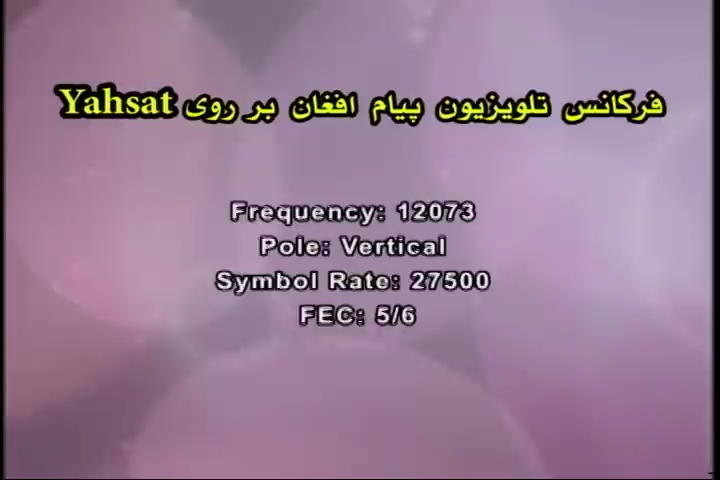 فرکانس تلویزیون پیام افغان بر روی Yahsat
Frequency: 12073
Pole: Vertical
Symbol Rate: 27500
FEC: 5/6